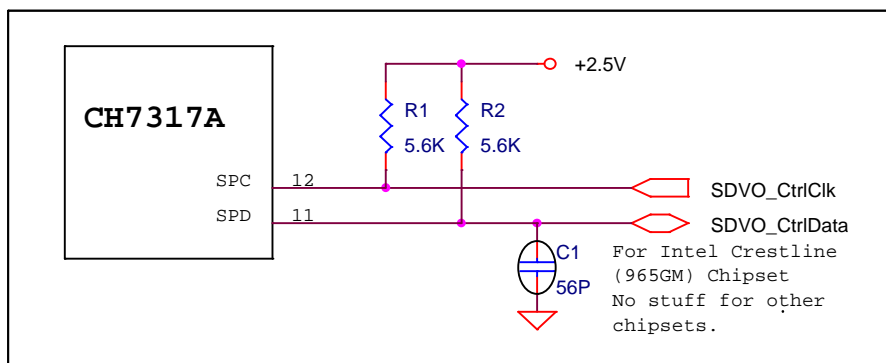 +2.5V
CH7317A
R1
R2
5.6K
5.6K
SPC
12
SDVO_CtrlClk
SPD
11
SDVO_CtrlData
C1
56P
For Intel Crestline
(965GM) Chipset
No stuff for other
chipsets.